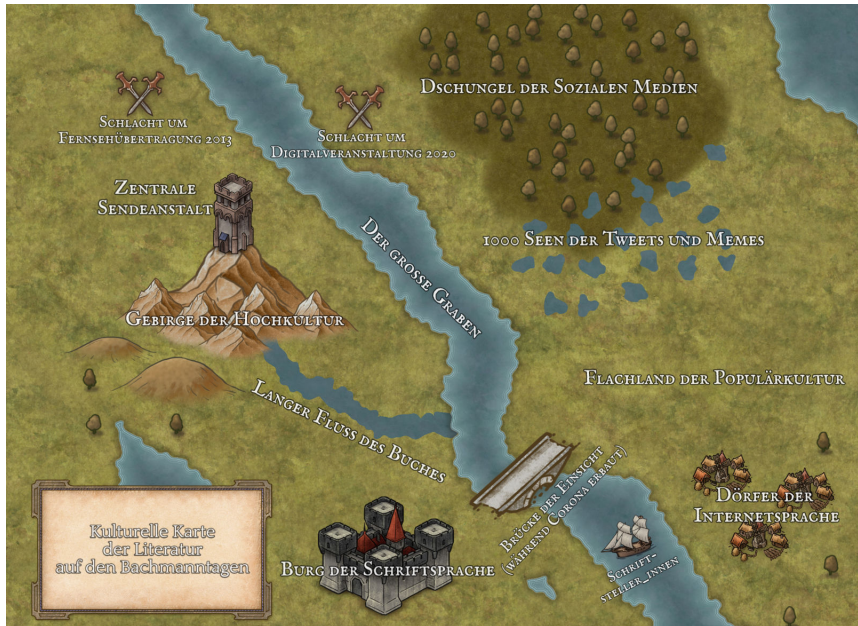 Dschungel der Sozialen Medien
Schlacht um
Fernsehübertragung 2013
Schlacht um
Digitalveranstaltung 2020
Zentrale
Sendeanstalt
1000 Seen der Tweets und Memes
Der grosse Graben
Gebirge der Hochkultur
Flachland der Populärkultur
Langer Fluss des Buches
Brücke der Einsicht
(während Corona erbaut)
Dörfer der
Internetsprache
Kulturelle Karte
der Literatur
auf den Bachmanntagen
Burg der Schriftsprache
Schrift-
steller_innen